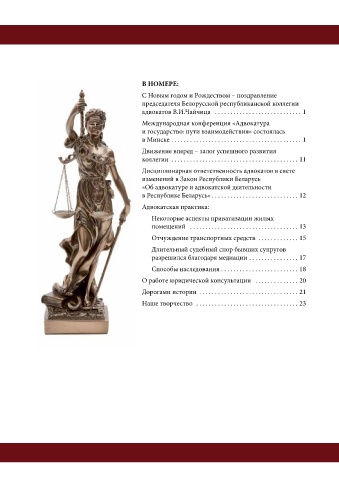 В НОМЕРЕ:
С Новым годом и Рождеством – поздравление
председателя Белорусской республиканской коллегии
адвокатов В.И.Чайчица . . . . . . . . . . . . . . . . . . . . . . . . . . . . 1
Международная конференция «Адвокатура
и государство: пути взаимодействия» состоялась
в Минске . . . . . . . . . . . . . . . . . . . . . . . . . . . . . . . . . . . . . . . . . 1
Движение вперед – залог успешного развития
коллегии . . . . . . . . . . . . . . . . . . . . . . . . . . . . . . . . . . . . . . . . 11
Дисциплинарная ответственность адвокатов в свете
изменений в Закон Республики Беларусь
«Об адвокатуре и адвокатской деятельности
в Республике Беларусь» . . . . . . . . . . . . . . . . . . . . . . . . . . . 12
Адвокатская практика:
Некоторые аспекты приватизации жилых
помещений . . . . . . . . . . . . . . . . . . . . . . . . . . . . . . . . . . 13
Отчуждение транспортных средств . . . . . . . . . . . . . 15
Длительный судебный спор бывших супругов
разрешился благодаря медиации . . . . . . . . . . . . . . . . 17
Способы наследования . . . . . . . . . . . . . . . . . . . . . . . . . 18
О работе юридической консультации . . . . . . . . . . . . . . 20
Дорогами истории . . . . . . . . . . . . . . . . . . . . . . . . . . . . . . . 21
Наше творчество . . . . . . . . . . . . . . . . . . . . . . . . . . . . . . . . 23